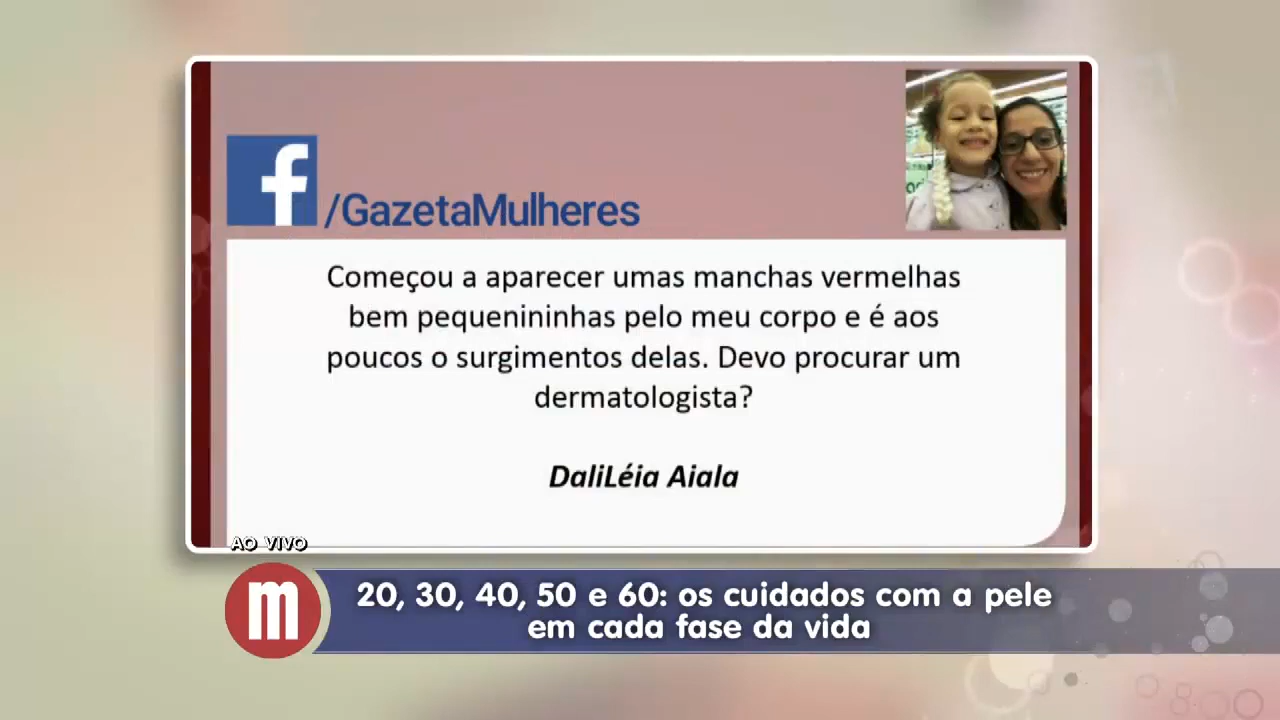 f/GazetaMulheres
Começou a aparecer umas manchas vermelhas
bem pequenininhas pelo meu corpo e é aos
poucos o surgimentos delas. Devo procurar um
dermatologista?
DaliLéia Aiala
AO VIVO
m
20, 30, 40, 50 e 60: os cuidados com a pele
em cada fase da vida